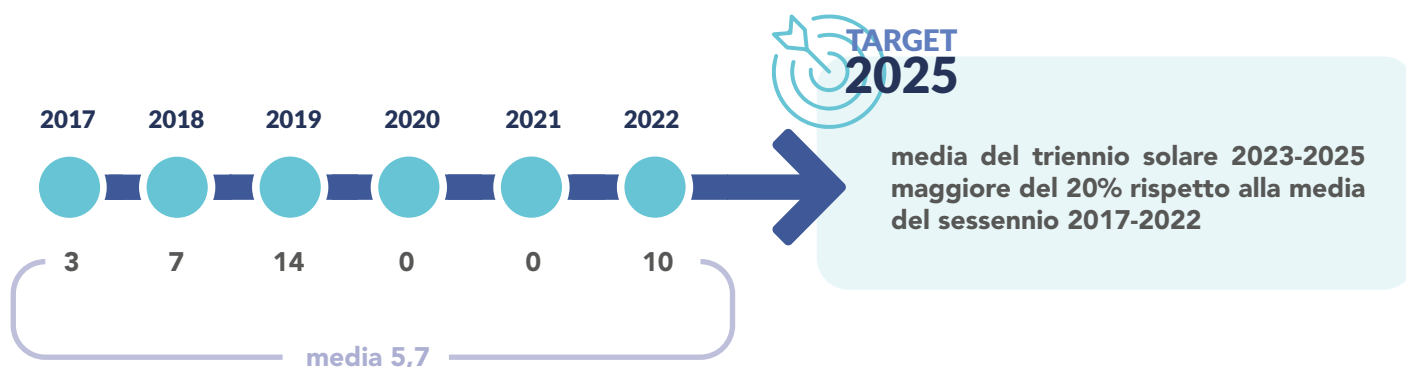 TARGET
2025
2017 2018 2019 2020 2021 2022
media del triennio solare 2023-2025
maggiore del 20% rispetto alla media
del sessennio 2017-2022
3 7 14 0 0 10
media 5,7